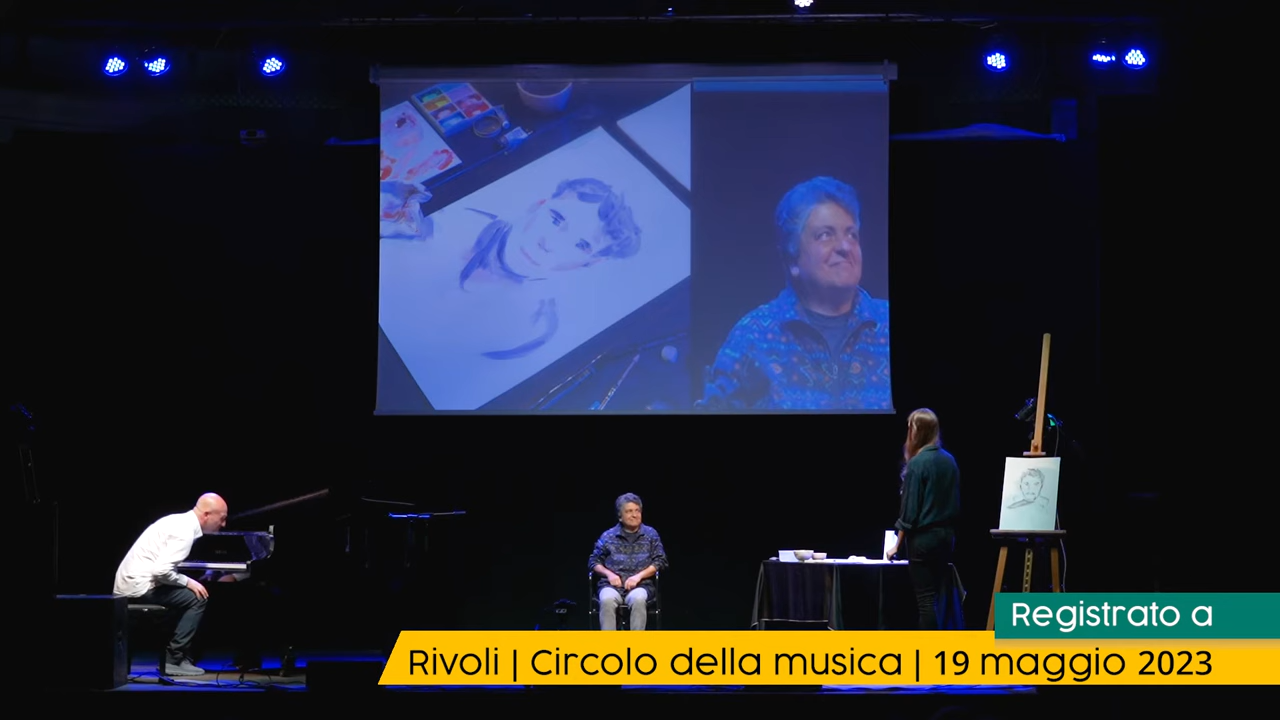 Registrato a
Rivoli | Circolo della musica | 19 maggio 2023